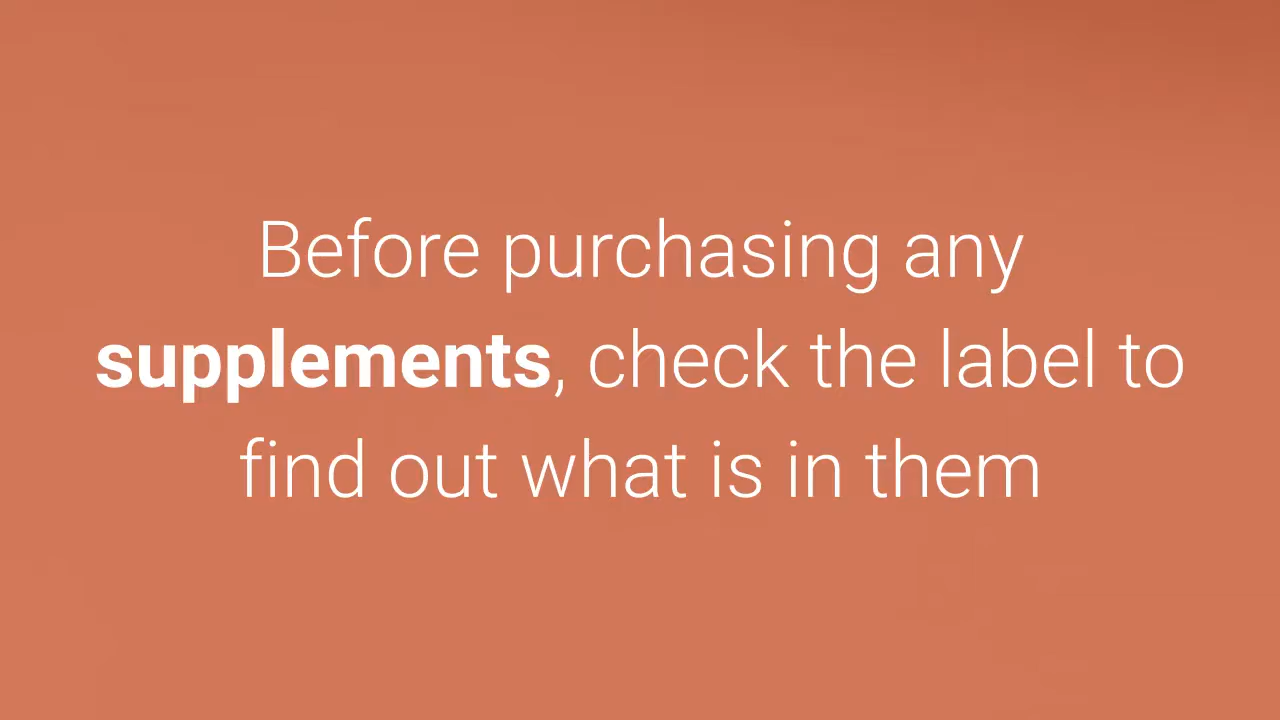 Before purchasing any
supplements, check the label to
find out what is in them